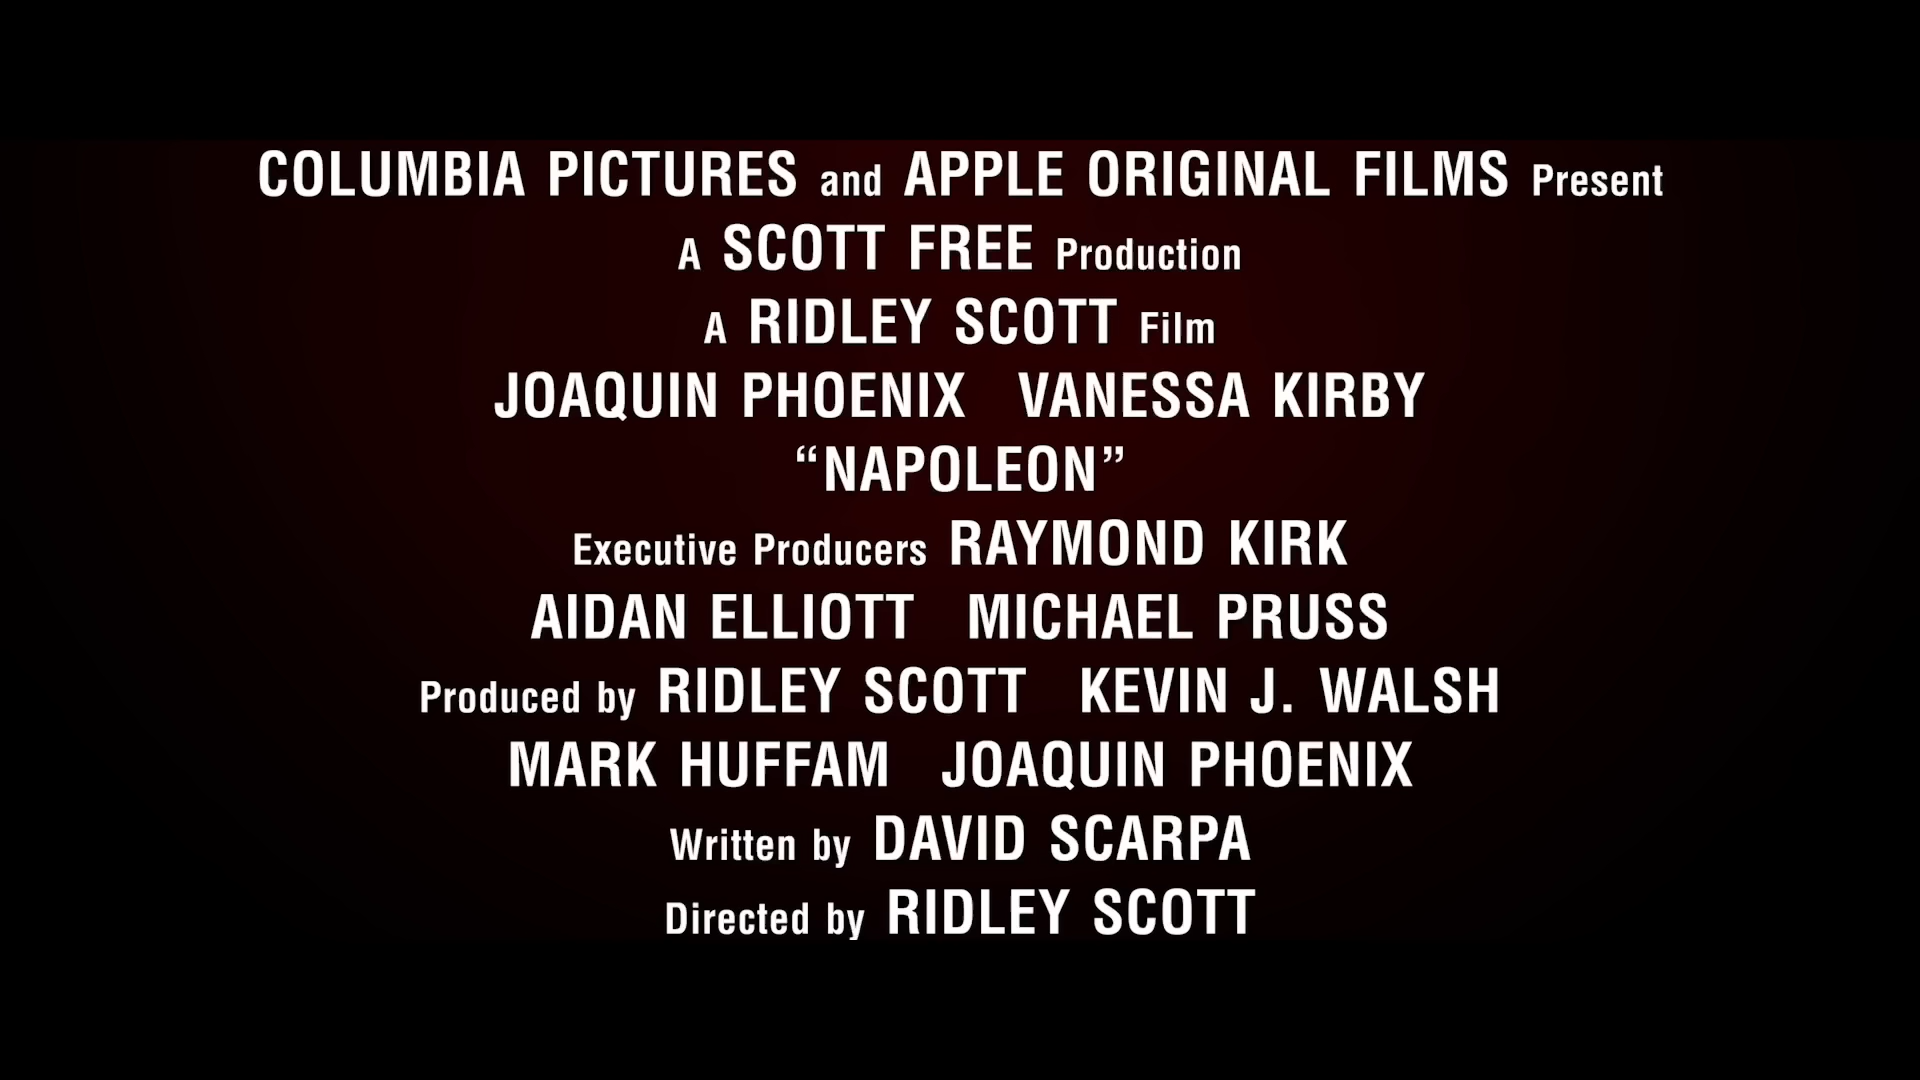 COLUMBIA PICTURES and APPLE ORIGINAL FILMS Present
A SCOTT FREE Production
A RIDLEY SCOTT Film
JOAQUIN PHOENIX VANESSA KIRBY
“NAPOLEON”
Executive Producers RAYMOND KIRK
AIDAN ELLIOTT MICHAEL PRUSS
Produced by RIDLEY SCOTT KEVIN J. WALSH
MARK HUFFAM JOAQUIN PHOENIX
Written by DAVID SCARPA
Directed by RIDLEY SCOTT